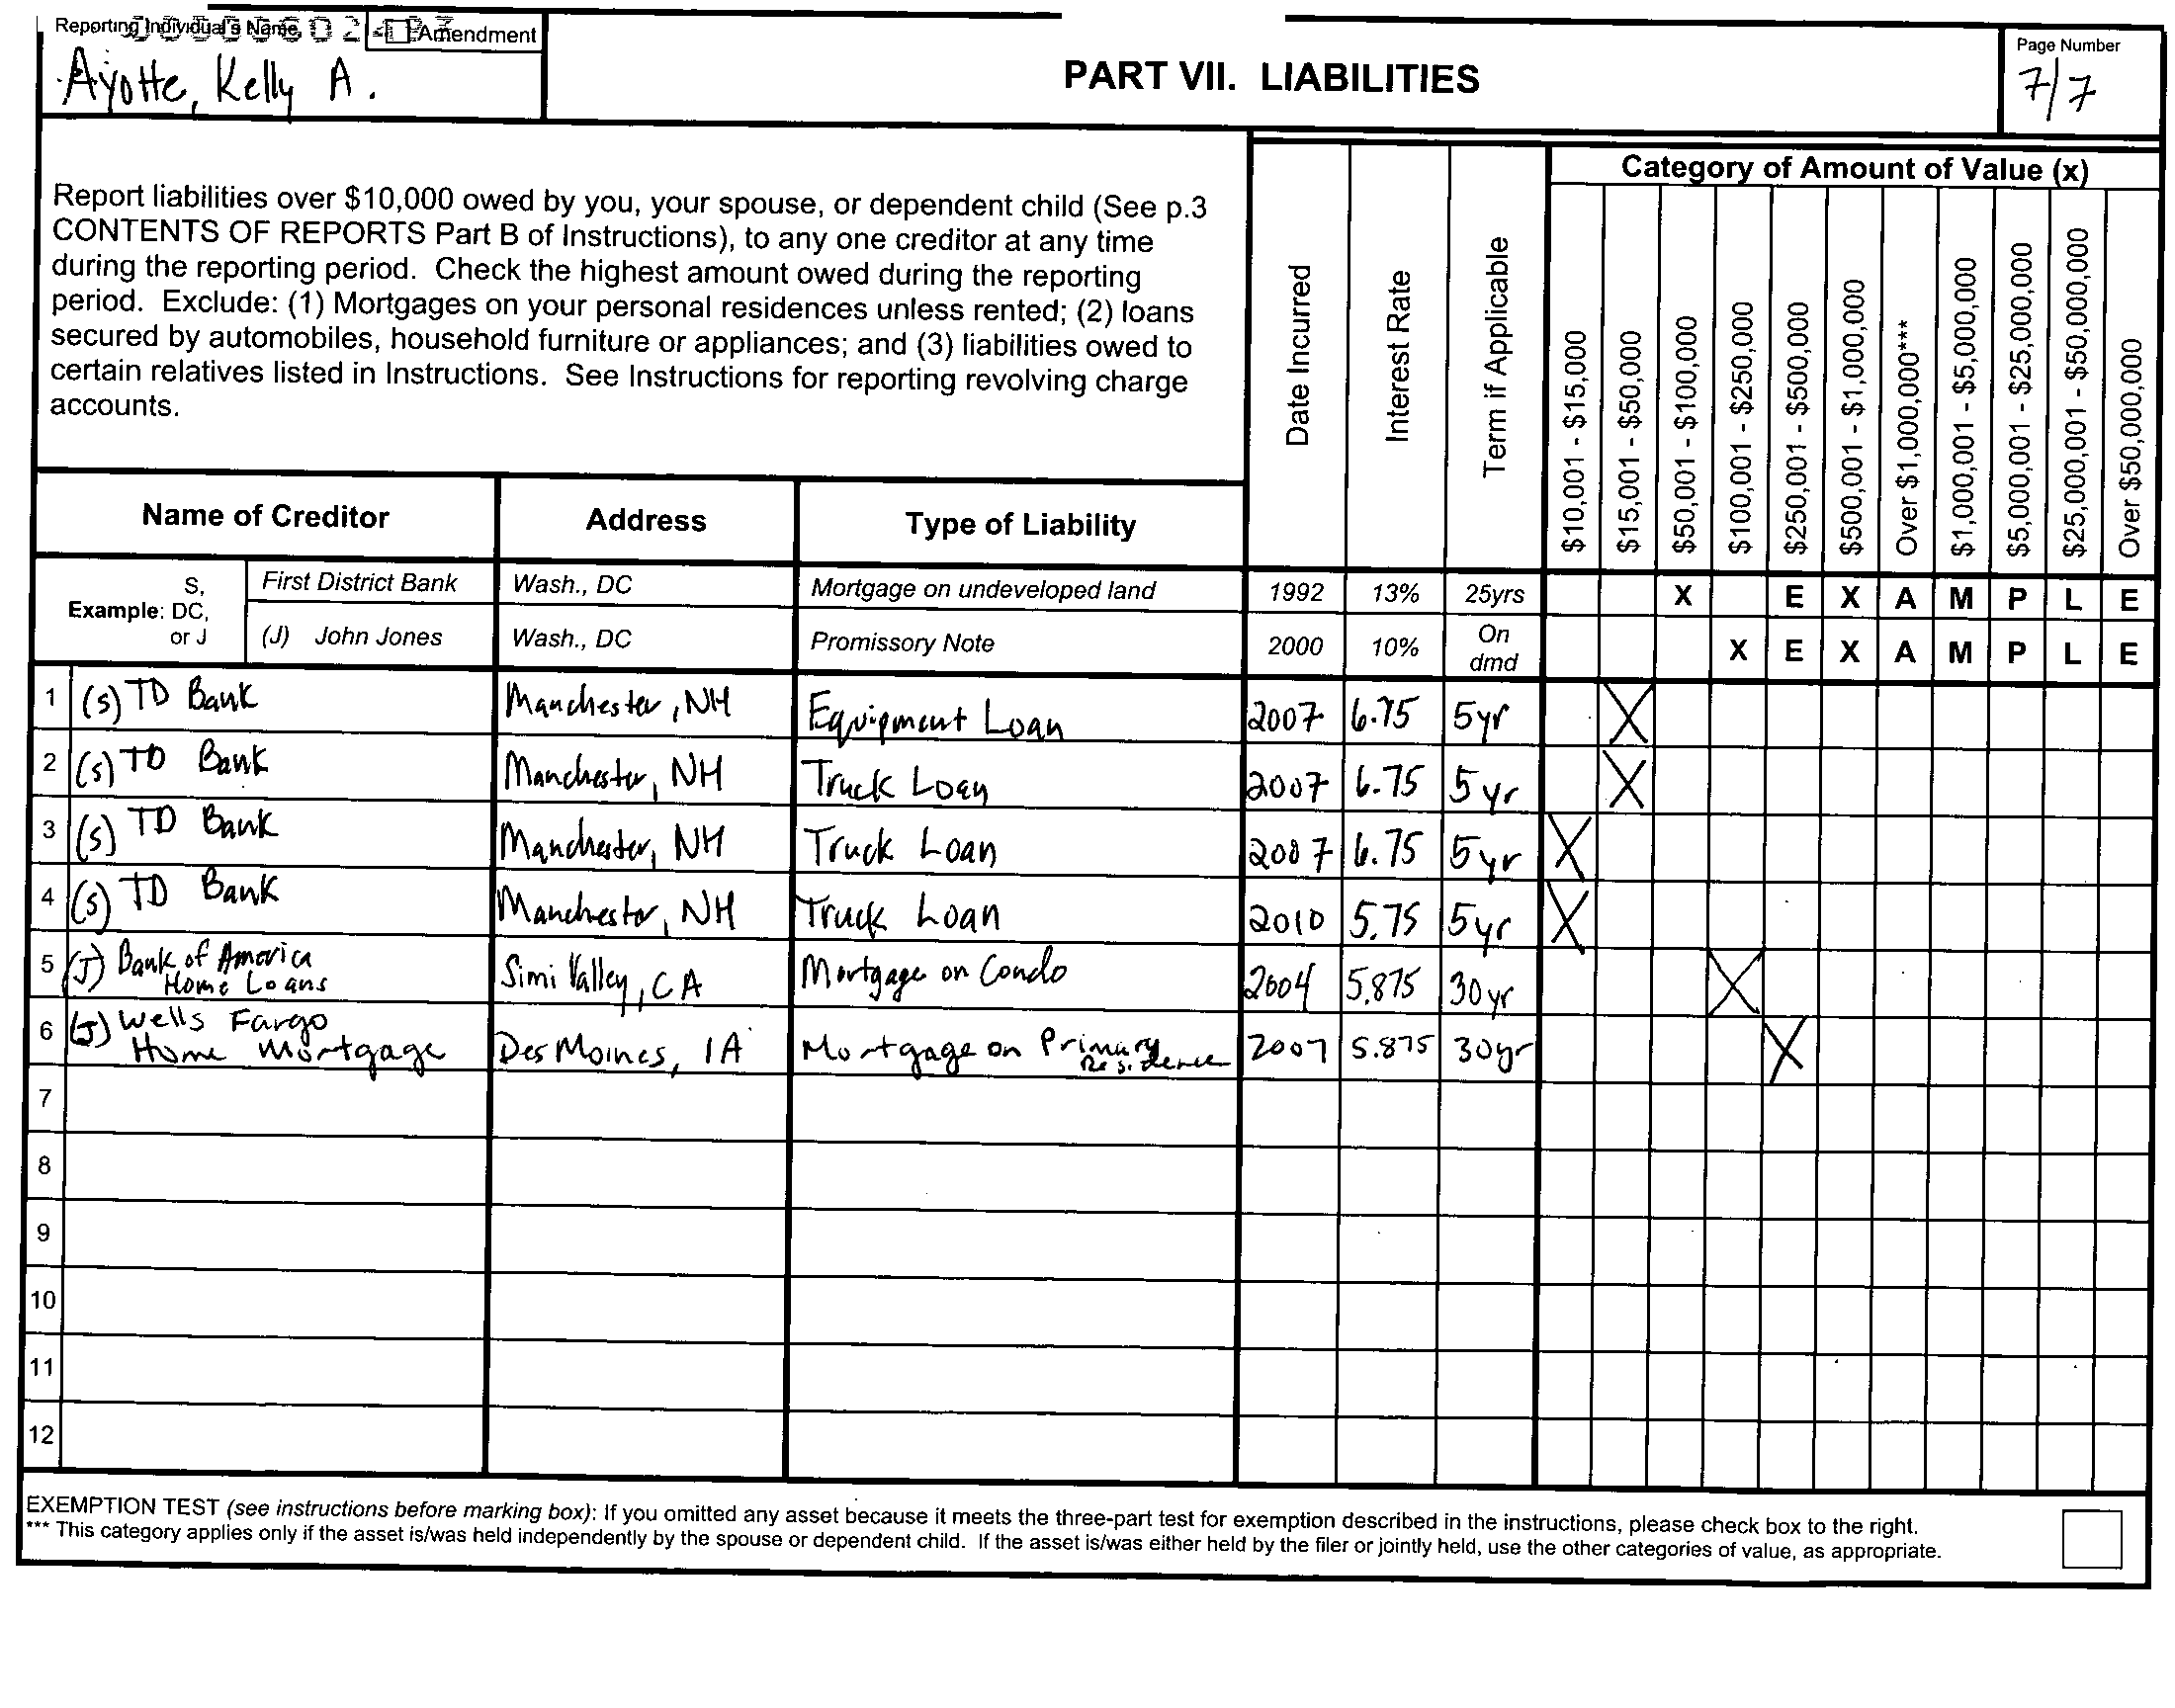 Reporting Individual's Name
Amendment
Ayotte, Kelly A.
PART VII. LIABILITIES
Page Number
7/7
Report liabilities over $10,000 owed by you, your spouse, or dependent child (See p.3
CONTENTS OF REPORTS Part B of Instructions), to any one creditor at any time
during the reporting period. Check the highest amount owed during the reporting
period. Exclude: (1) Mortgages on your personal residences unless rented; (2) loans
secured by automobiles, household furniture or appliances; and (3) liabilities owed to
certain relatives listed in Instructions. See Instructions for reporting revolving charge
accounts.
Date Incurred
Interest Rate
Term if Applicable
Category of Amount of Value (x)
$10,001 - $15,000
$15,001 - $50,000
$50,001 - $100,000
$100,001 - $250,000
$250,001 - $500,000
$500,001 - $1,000,000
Over $1,000,000***
$1,000,001 - $5,000,000
$5,000,001 - $25,000,000
$25,000,001 - $50,000,000
Over $50,000,000
Name of Creditor Address Type of Liability
Example: S, DC, or J
First District Bank Wash., DC Mortgage on undeveloped land 1992 13% 25yrs X E X A M P L E
(J) John Jones Wash., DC Promissory Note 2000 10% On dmd X E X A M P L E
1 (S) TD Bank Manchester, NH Equipment Loan 2007 6.75 5yr X
2 (S) TD Bank Manchester, NH Truck Loan 2007 6.75 5yr X
3 (S) TD Bank Manchester, NH Truck Loan 2007 6.75 5yr X
4 (S) TD Bank Manchester, NH Truck Loan 2010 5.75 5yr X
5 (J) Bank of America Home Loans Simi Valley, CA Mortgage on Condo 2004 5.875 30yr X
6 (J) Wells Fargo Home Mortgage Des Moines, IA Mortgage on Primary Residence 2007 5.875 30yr X
7
8
9
10
11
12
EXEMPTION TEST (see instructions before marking box): If you omitted any asset because it meets the three-part test for exemption described in the instructions, please check box to the right.
*** This category applies only if the asset is/was held independently by the spouse or dependent child. If the asset is/was either held by the filer or jointly held, use the other categories of value, as appropriate.